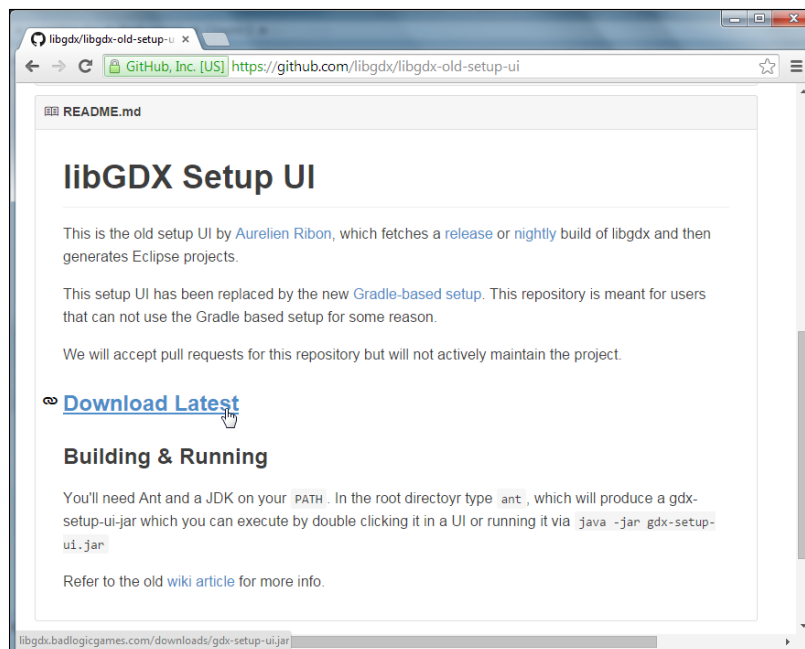 libgdx/libgdx-old-setup-u
GitHub, Inc. [US] https://github.com/libgdx/libgdx-old-setup-ui
README.md
libGDX Setup UI
This is the old setup UI by Aurelien Ribon, which fetches a release or nightly build of libgdx and then
generates Eclipse projects.
This setup UI has been replaced by the new Gradle-based setup. This repository is meant for users
that can not use the Gradle based setup for some reason.
We will accept pull requests for this repository but will not actively maintain the project.
Download Latest
Building & Running
You'll need Ant and a JDK on your PATH. In the root directoyr type ant, which will produce a gdx-
setup-ui-jar which you can execute by double clicking it in a UI or running it via java -jar gdx-setup-
ui.jar
Refer to the old wiki article for more info.
libgdx.badlogicgames.com/downloads/gdx-setup-ui.jar